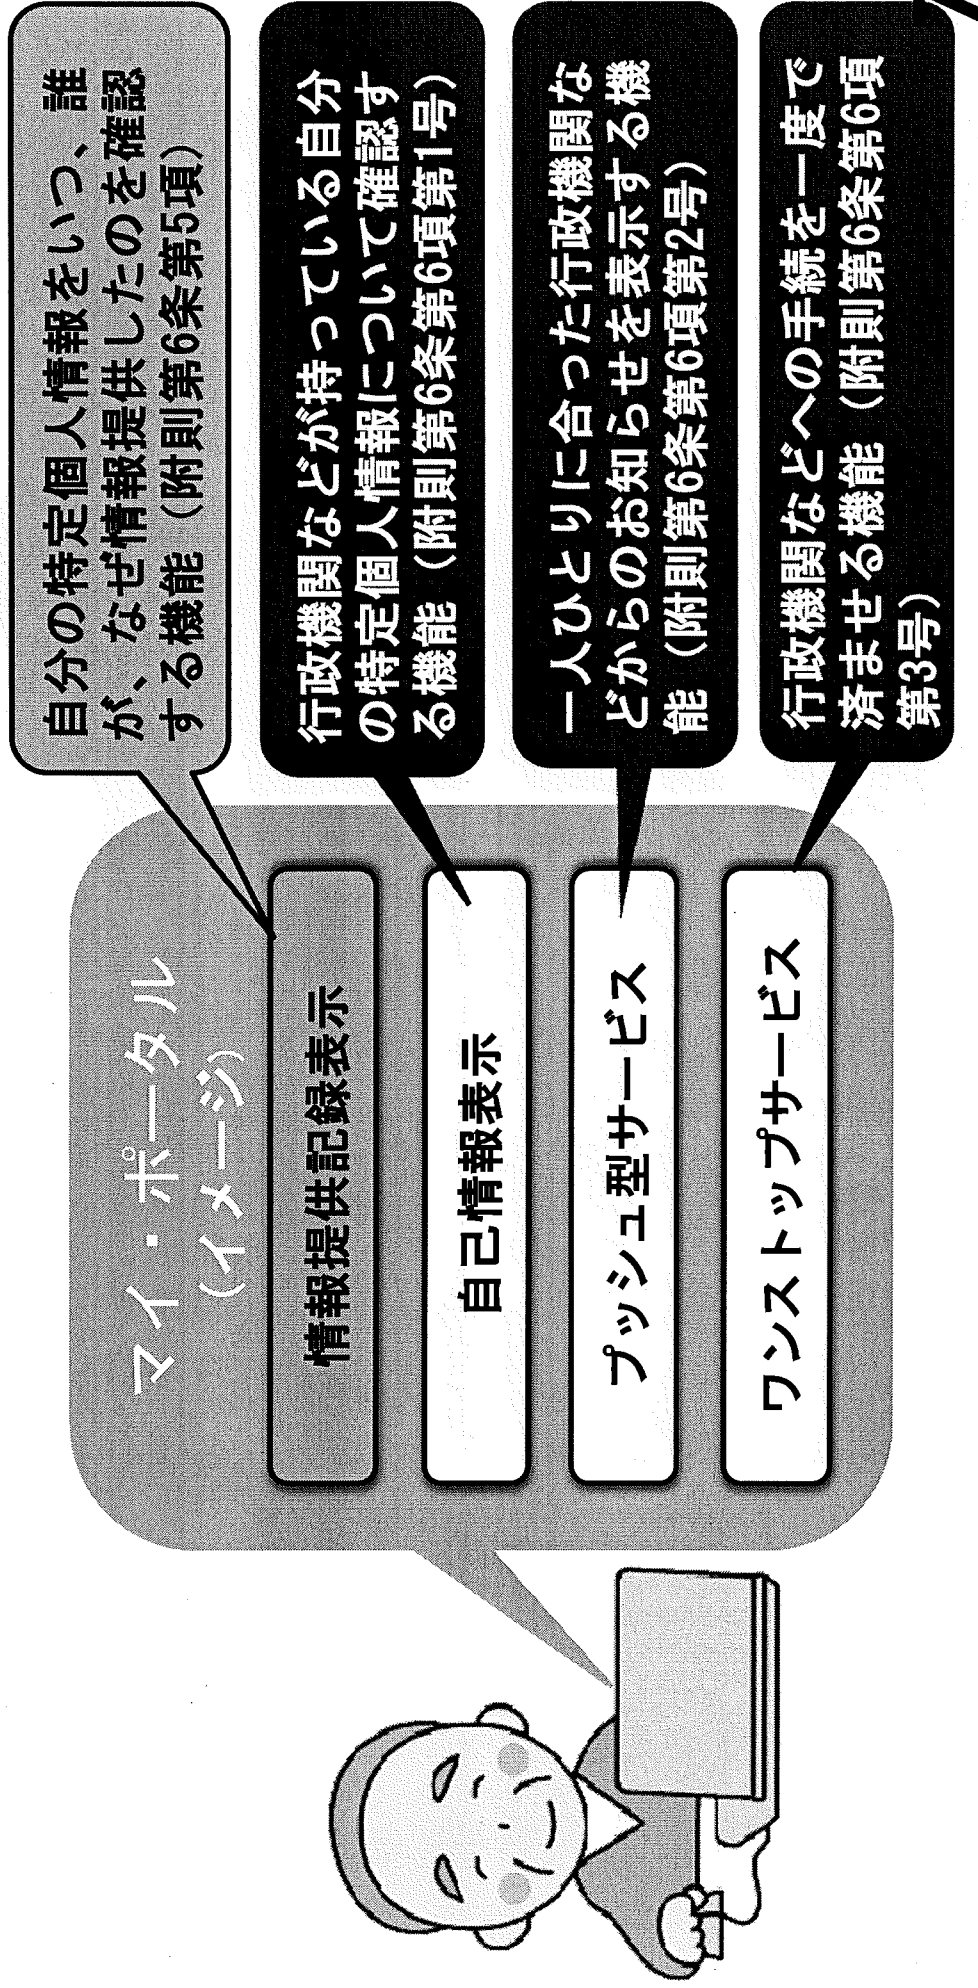 マイ・ポータル
（イメージ）
情報提供記録表示
自己情報表示
プッシュ型サービス
ワンストップサービス
自分の特定個人情報をいつ、誰
が、なぜ情報提供したのを確認
する機能（附則第6条第5項）
行政機関などが持っている自分
の特定個人情報について確認す
る機能（附則第6条第6項第1号）
一人ひとりに合った行政機関な
どからのお知らせを表示する機
能（附則第6条第6項第2号）
行政機関などへの手続を一度で
済ませる機能（附則第6条第6項
第3号）